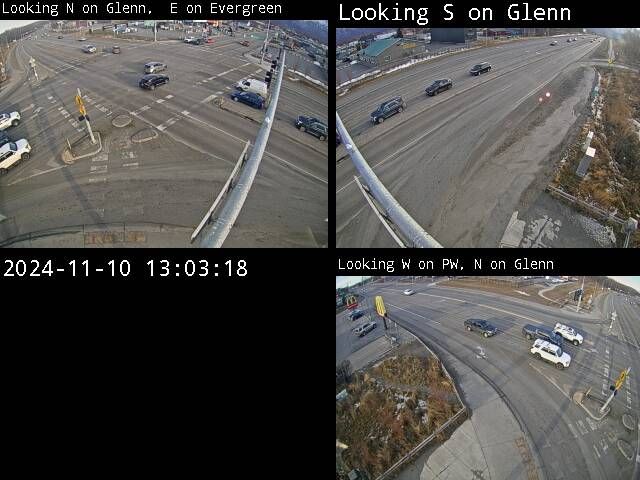 Looking N on Glenn,  E on Evergreen
Looking S on Glenn
2024-11-10 13:03:18
Looking W on PW, N on Glenn